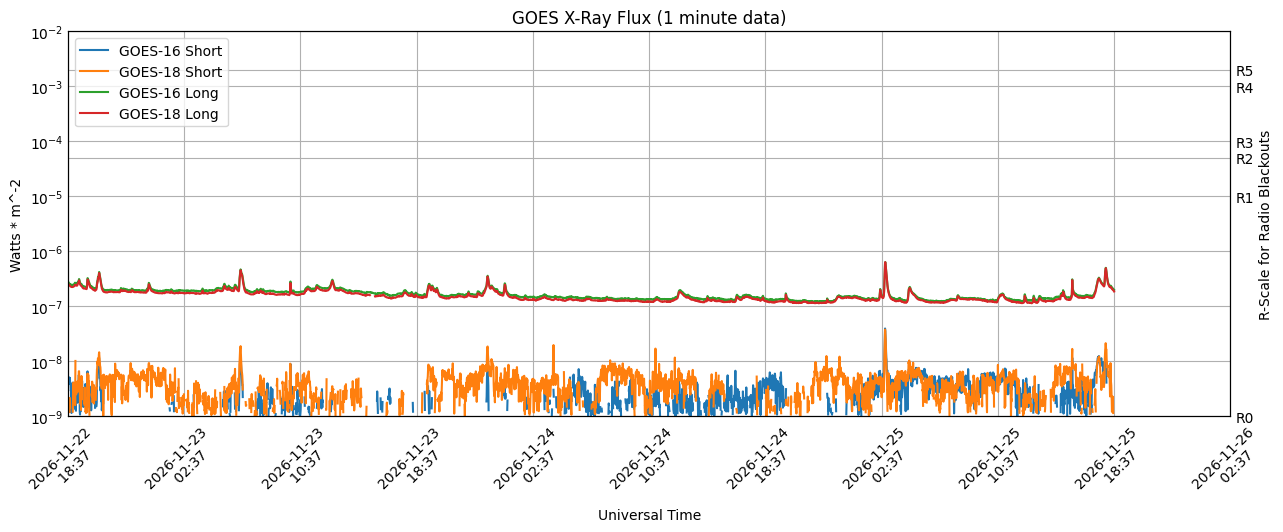 GOES X-Ray Flux (1 minute data)
GOES-16 Short
GOES-18 Short
GOES-16 Long
GOES-18 Long
10^-2
10^-3
10^-4
10^-5
10^-6
10^-7
10^-8
10^-9
Watts * m^-2
R5
R4
R3
R2
R1
R0
R-Scale for Radio Blackouts
2026-11-22
18:37
2026-11-23
02:37
2026-11-23
10:37
2026-11-23
18:37
2026-11-24
02:37
2026-11-24
10:37
2026-11-24
18:37
2026-11-25
02:37
2026-11-25
10:37
2026-11-25
18:37
2026-11-26
02:37
Universal Time